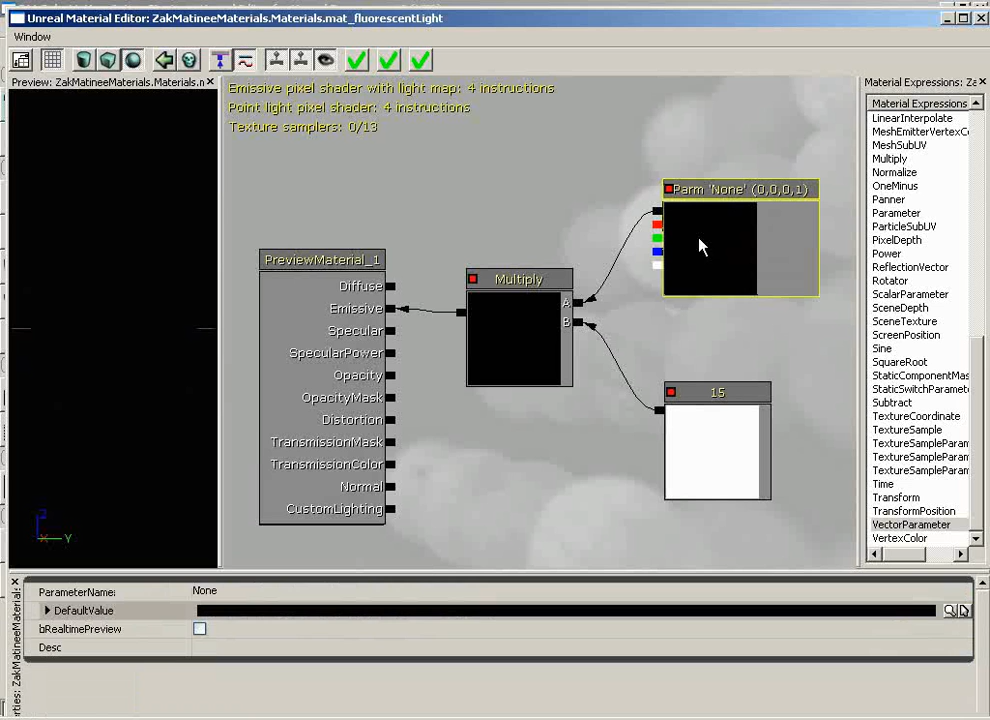 Unreal Material Editor: ZakMatineeMaterials.Materials.mat_fluorescentLight
Window
Preview: ZakMatineeMaterials.Materials.n
Emissive pixel shader with light map: 4 instructions
Point light pixel shader: 4 instructions
Texture samplers: 0/13
Parm 'None' (0,0,0,1)
PreviewMaterial_1
Diffuse
Emissive
Specular
SpecularPower
Opacity
OpacityMask
Distortion
TransmissionMask
TransmissionColor
Normal
CustomLighting
Multiply
A
B
15
Z
X
Y
Material Expressions: Za
Material Expressions
LinearInterpolate
MeshEmitterVertexCo
MeshSubUV
Multiply
Normalize
OneMinus
Panner
Parameter
ParticleSubUV
PixelDepth
Power
ReflectionVector
Rotator
ScalarParameter
SceneDepth
SceneTexture
ScreenPosition
Sine
SquareRoot
StaticComponentMas
StaticSwitchParamete
Subtract
TextureCoordinate
TextureSample
TextureSampleParam
TextureSampleParam
TextureSampleParam
Time
Transform
TransformPosition
VectorParameter
VertexColor
ParameterName: None
DefaultValue
bRealtimePreview
Desc
erties: ZakMatineeMaterials